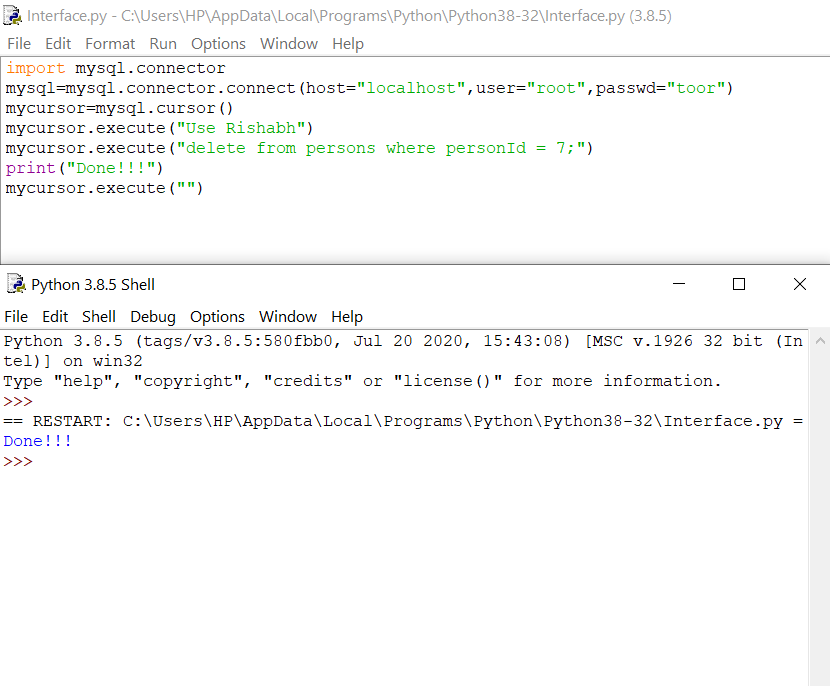 Interface.py - C:\Users\HP\AppData\Local\Programs\Python\Python38-32\Interface.py (3.8.5)
File Edit Format Run Options Window Help
import mysql.connector
mysql=mysql.connector.connect(host="localhost",user="root",passwd="toor")
mycursor=mysql.cursor()
mycursor.execute("Use Rishabh")
mycursor.execute("delete from persons where personId = 7;")
print("Done!!!")
mycursor.execute("")
Python 3.8.5 Shell
File Edit Shell Debug Options Window Help
Python 3.8.5 (tags/v3.8.5:580fbb0, Jul 20 2020, 15:43:08) [MSC v.1926 32 bit (In
tel)] on win32
Type "help", "copyright", "credits" or "license()" for more information.
>>>
== RESTART: C:\Users\HP\AppData\Local\Programs\Python\Python38-32\Interface.py =
Done!!!
>>>